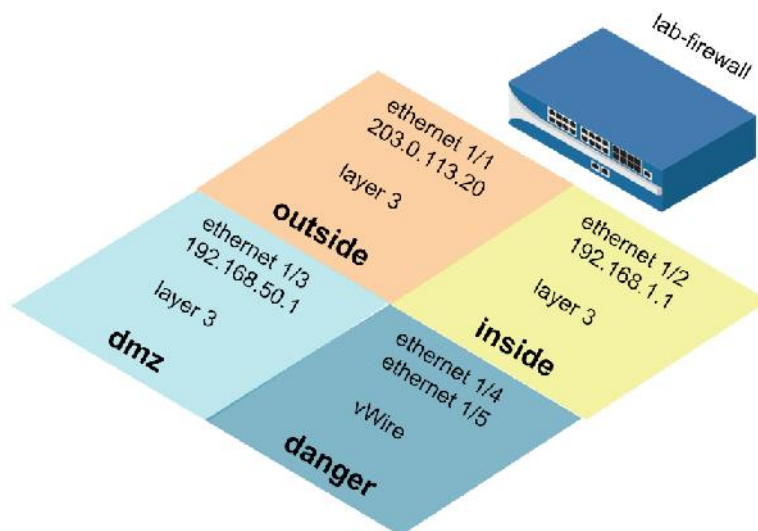 lab-firewall
ethernet 1/1
203.0.113.20
layer 3
outside
ethernet 1/3
192.168.50.1
layer 3
dmz
ethernet 1/2
192.168.1.1
layer 3
inside
ethernet 1/4
ethernet 1/5
vWire
danger